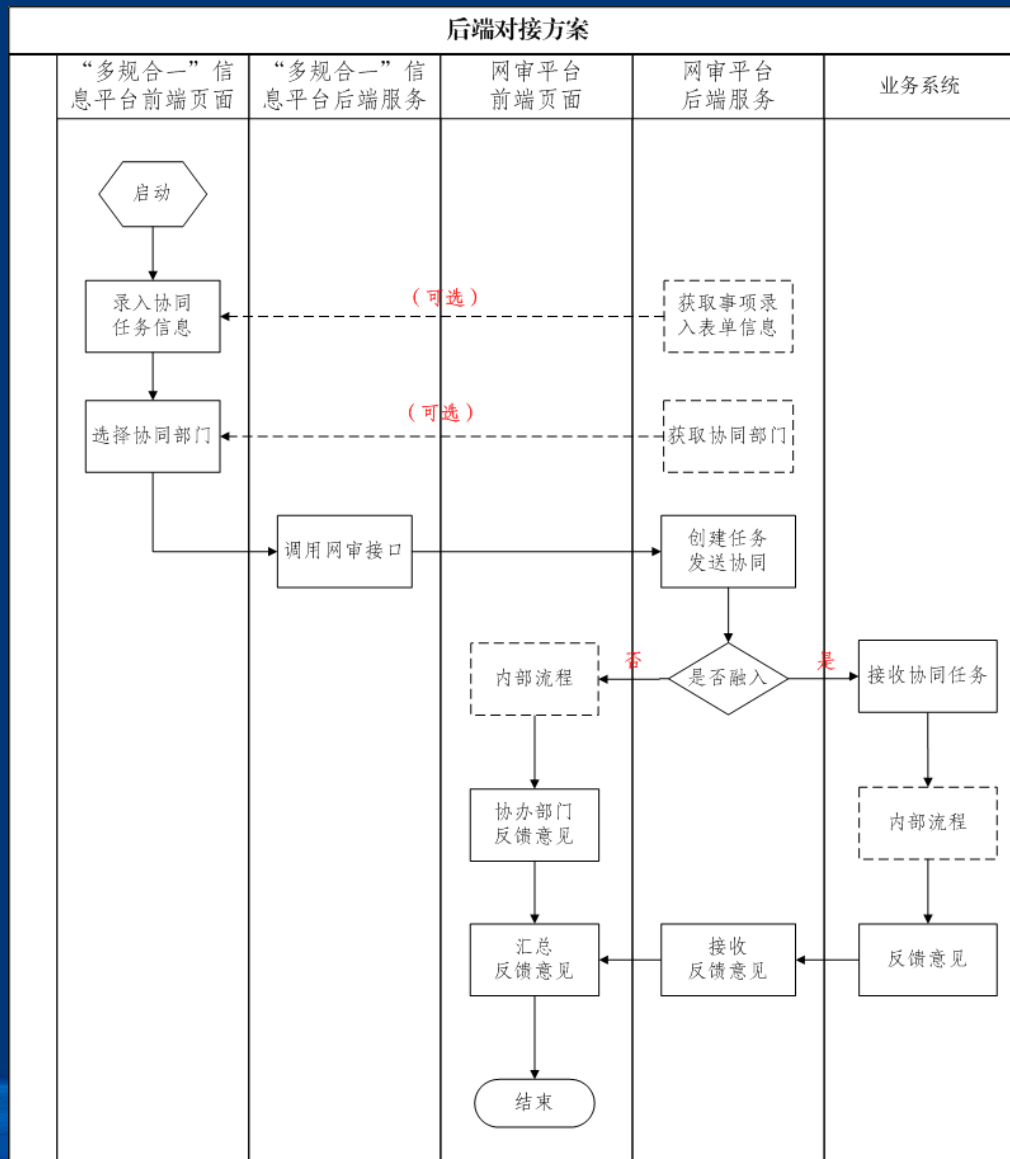 后端对接方案
“多规合一”信
息平台前端页面
“多规合一”信
息平台后端服务
网审平台
前端页面
网审平台
后端服务
业务系统
启动
录入协同
任务信息
（可选）
获取事项录
入表单信息
选择协同部门
（可选）
获取协同部门
调用网审接口
创建任务
发送协同
内部流程
否
是否融入
是
接收协同任务
协办部门
反馈意见
内部流程
汇总
反馈意见
接收
反馈意见
反馈意见
结束